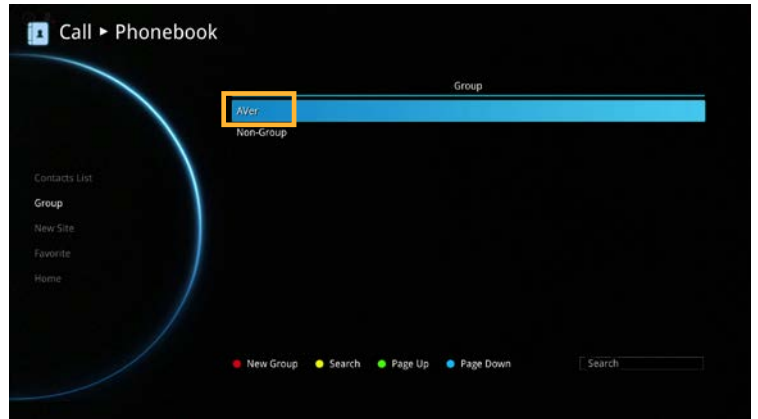 Call ▸ Phonebook
Group
AVer
Non-Group
Contacts List
Group
New Site
Favorite
Home
New Group Search Page Up Page Down Search